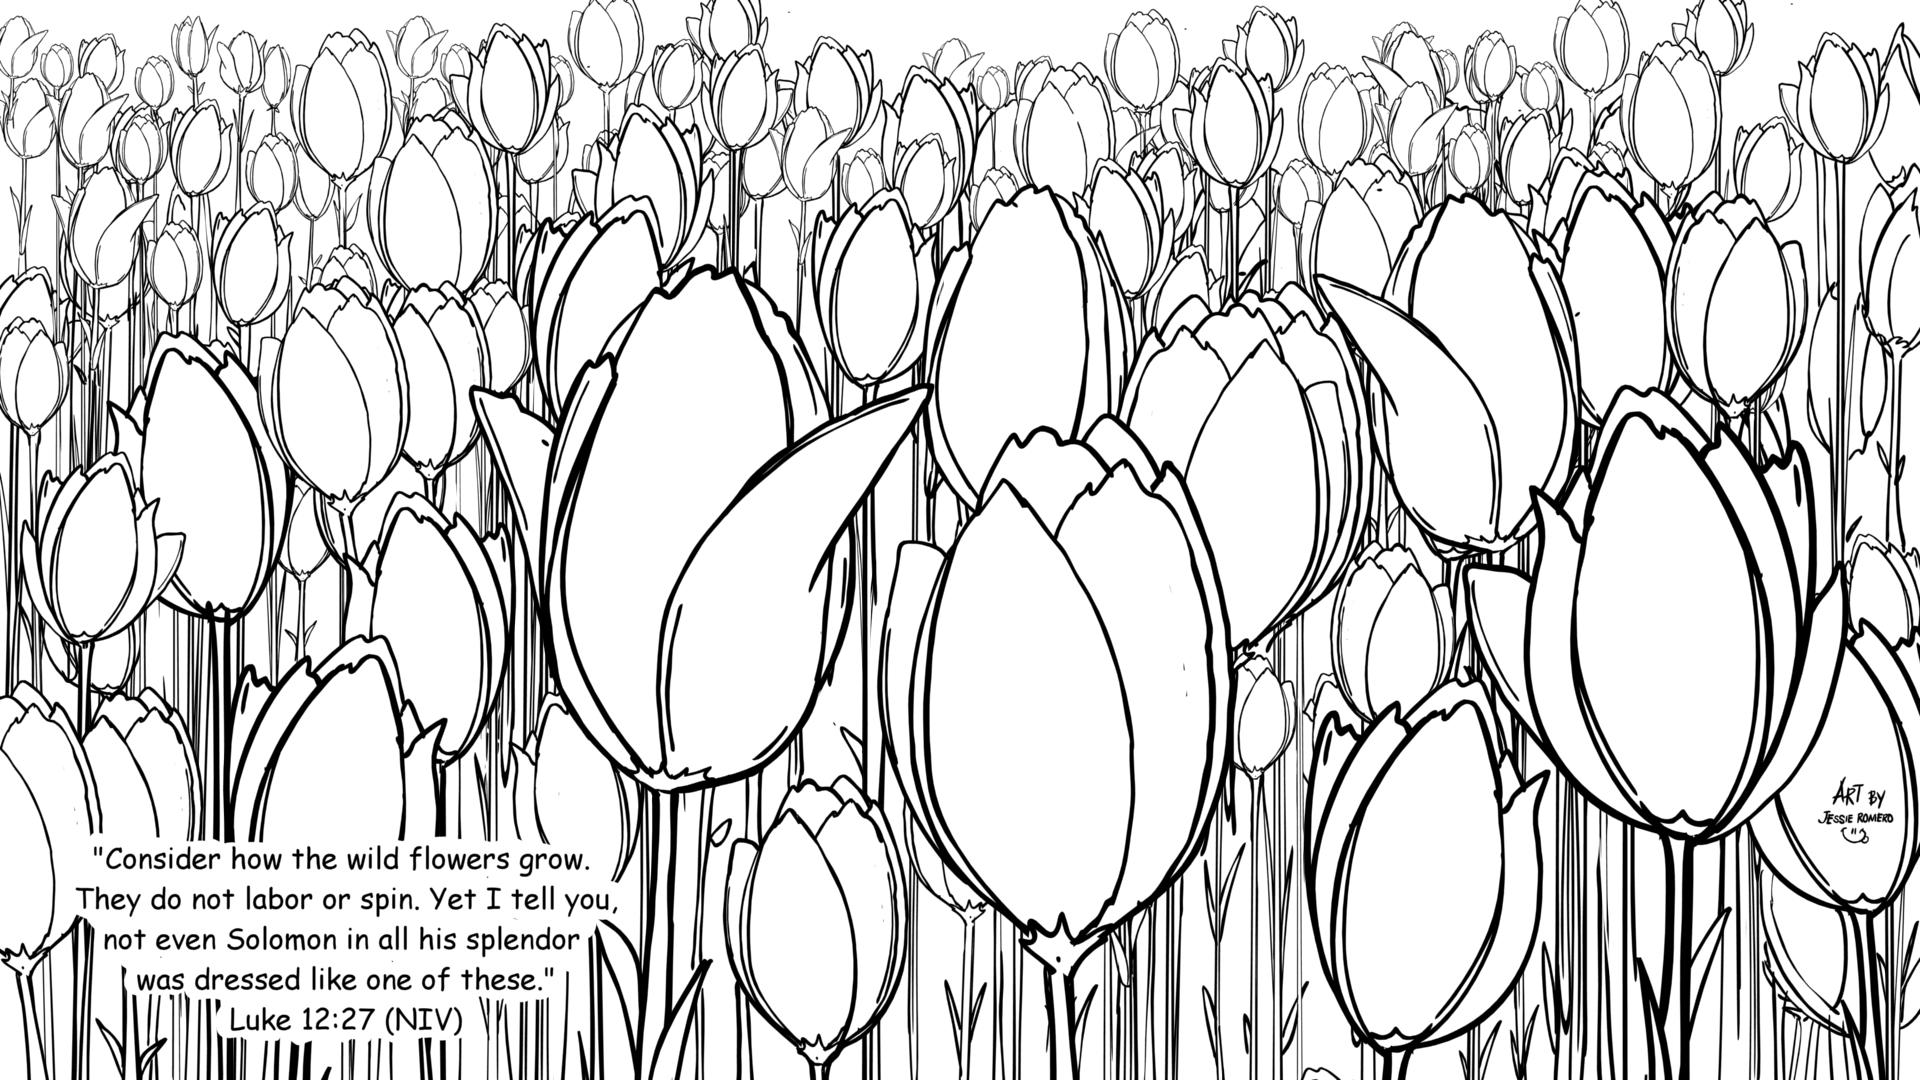 "Consider how the wild flowers grow.
They do not labor or spin. Yet I tell you,
not even Solomon in all his splendor
was dressed like one of these."
Luke 12:27 (NIV)
ART BY
JESSIE ROMERO